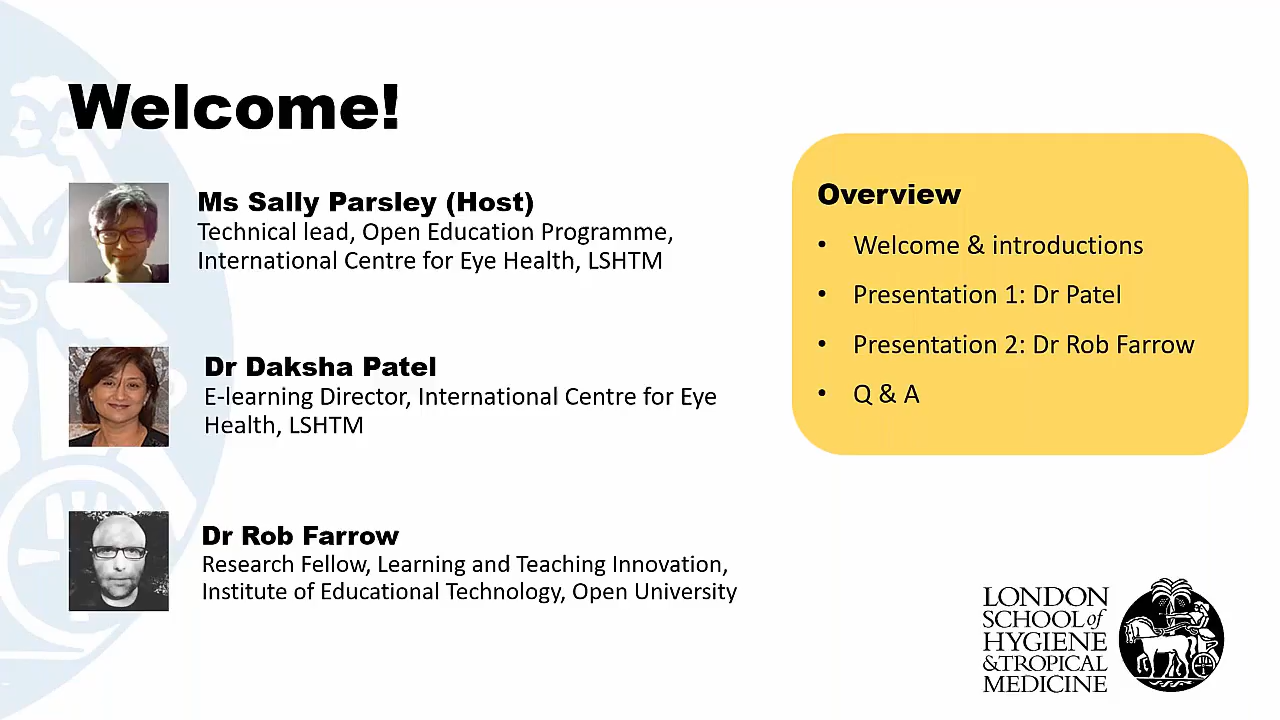 Welcome!
Ms Sally Parsley (Host)
Technical lead, Open Education Programme,
International Centre for Eye Health, LSHTM
Dr Daksha Patel
E-learning Director, International Centre for Eye
Health, LSHTM
Dr Rob Farrow
Research Fellow, Learning and Teaching Innovation,
Institute of Educational Technology, Open University
Overview
• Welcome & introductions
• Presentation 1: Dr Patel
• Presentation 2: Dr Rob Farrow
• Q & A
LONDON
SCHOOL of
HYGIENE
& TROPICAL
MEDICINE